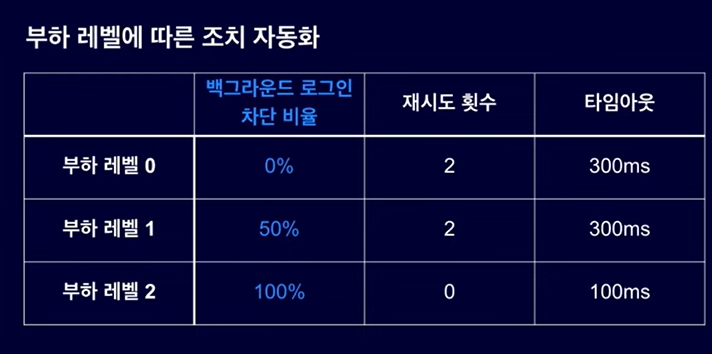 부하 레벨에 따른 조치 자동화
백그라운드 로그인
차단 비율
재시도 횟수
타임아웃
부하 레벨 0
0%
2
300ms
부하 레벨 1
50%
2
300ms
부하 레벨 2
100%
0
100ms